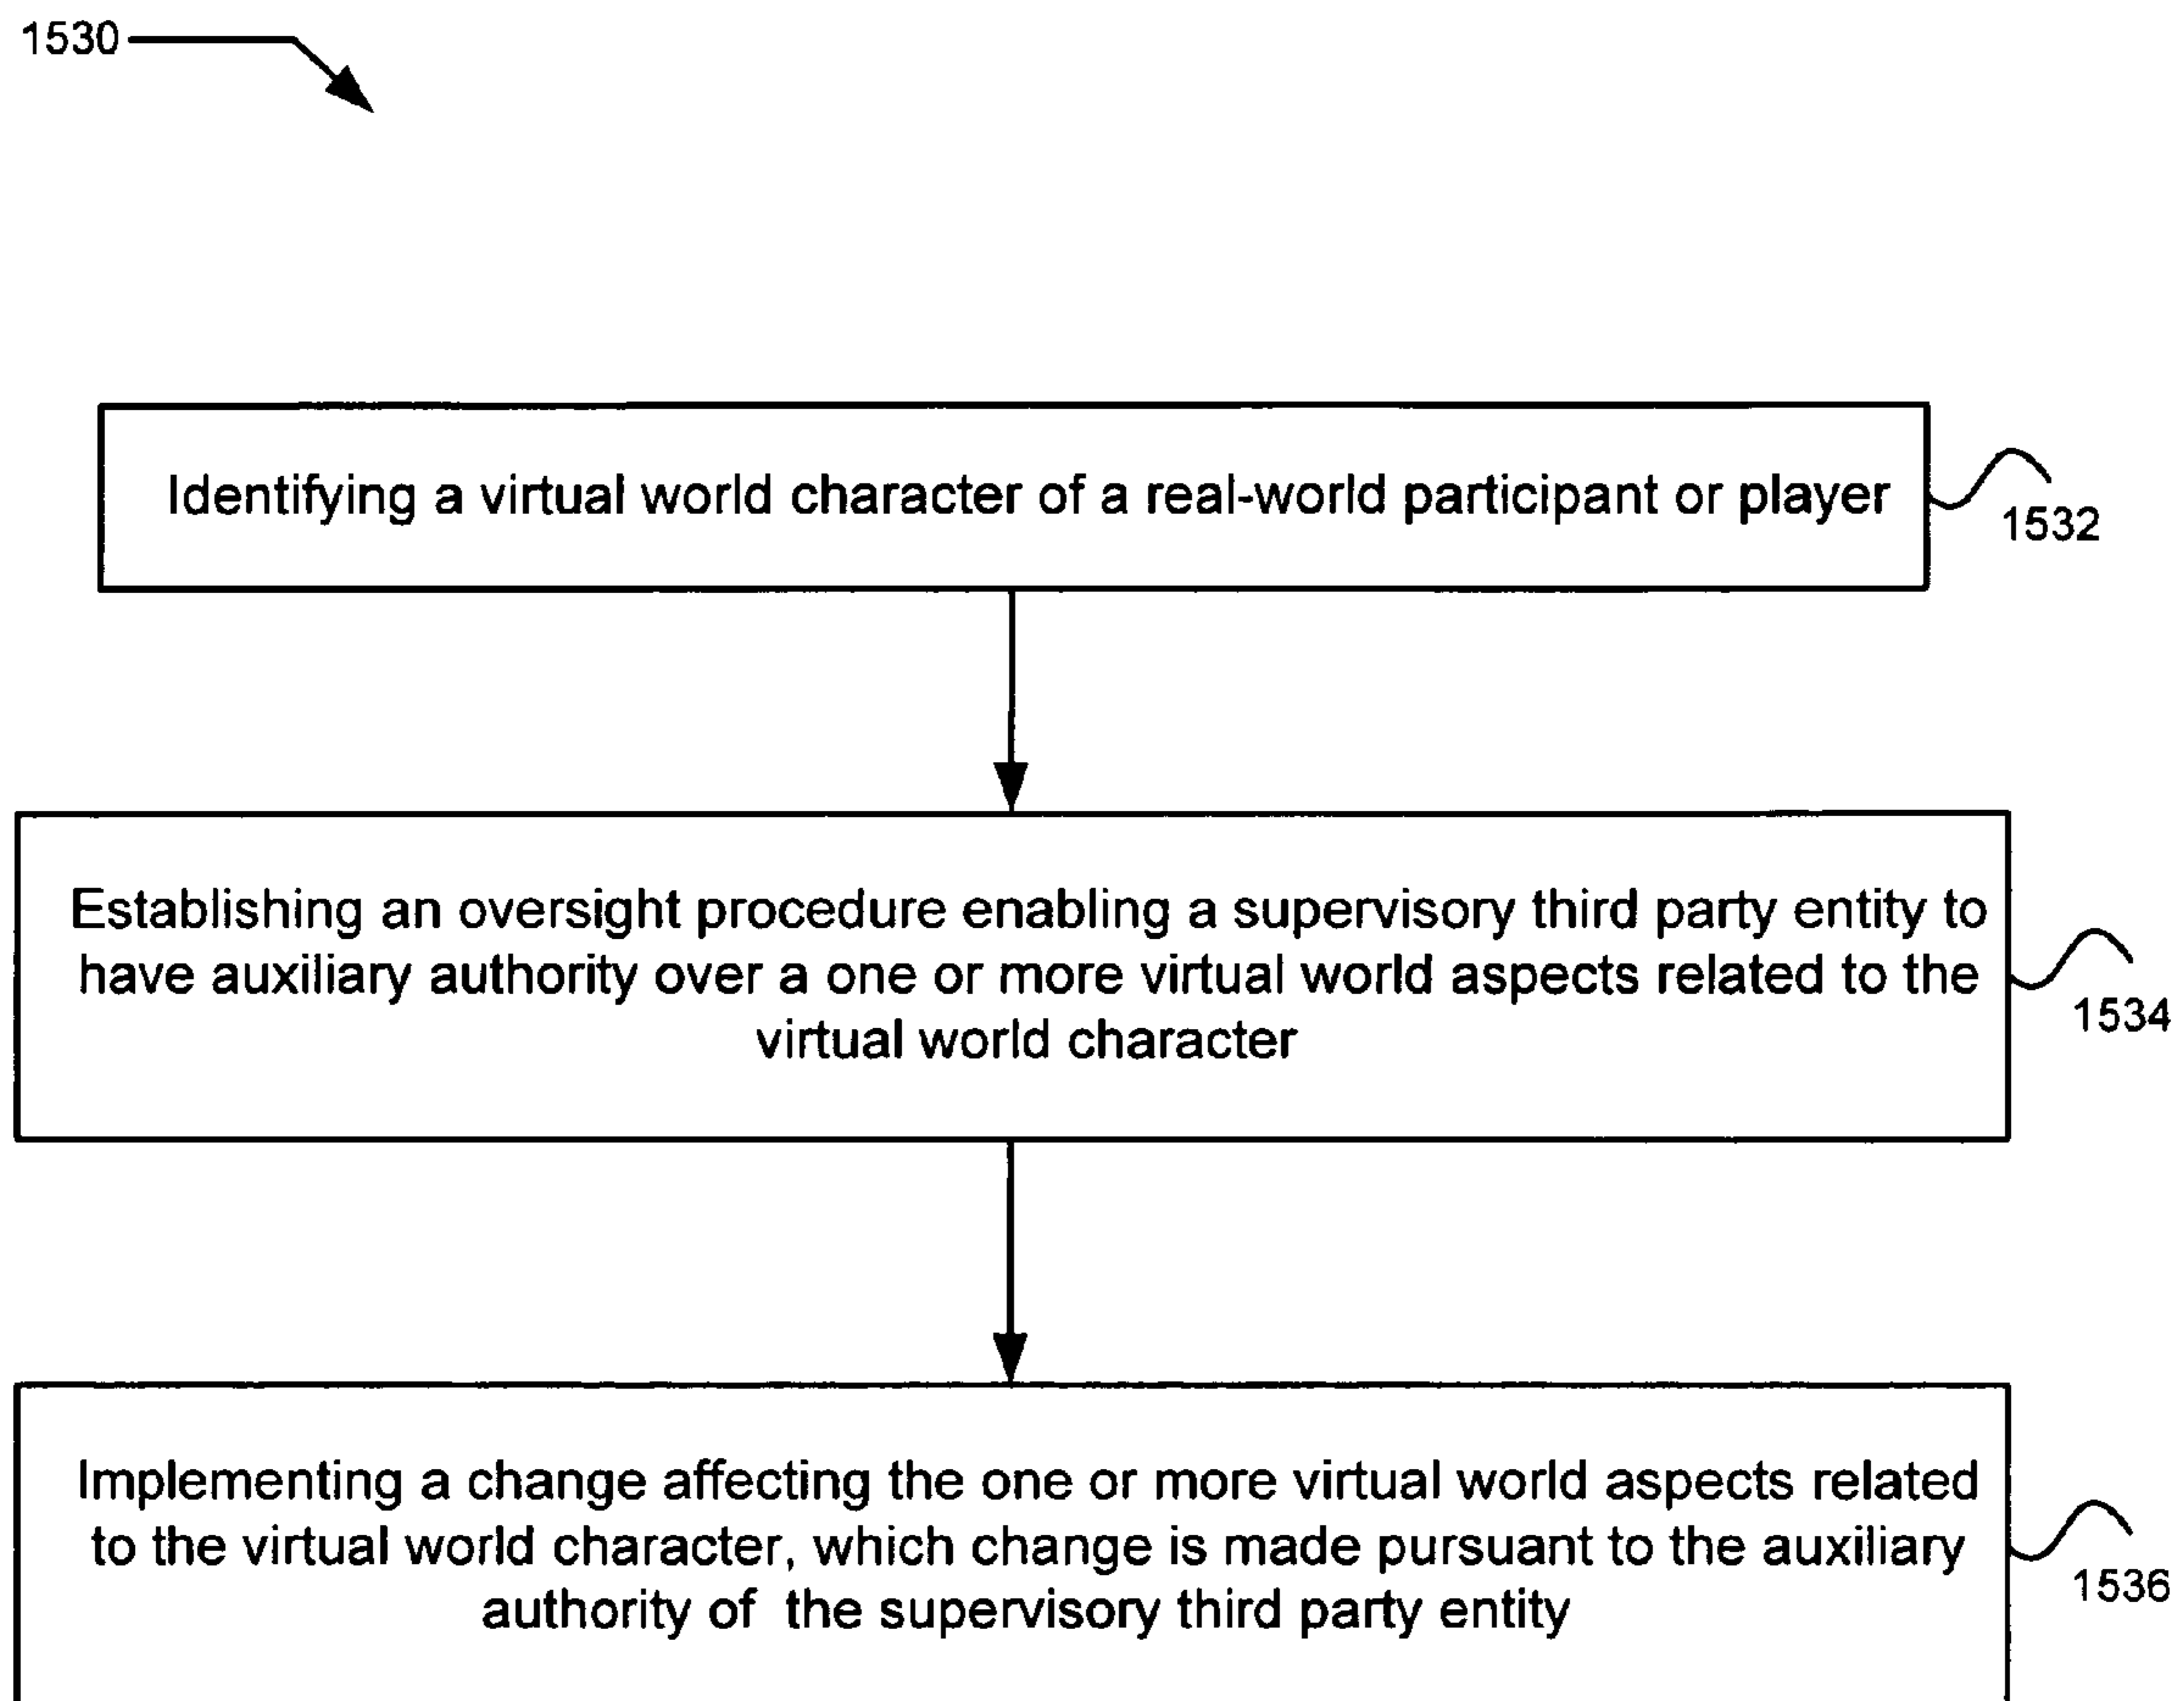 1530
Identifying a virtual world character of a real-world participant or player
1532
Establishing an oversight procedure enabling a supervisory third party entity to
have auxiliary authority over a one or more virtual world aspects related to the
virtual world character
1534
Implementing a change affecting the one or more virtual world aspects related
to the virtual world character, which change is made pursuant to the auxiliary
authority of the supervisory third party entity
1536